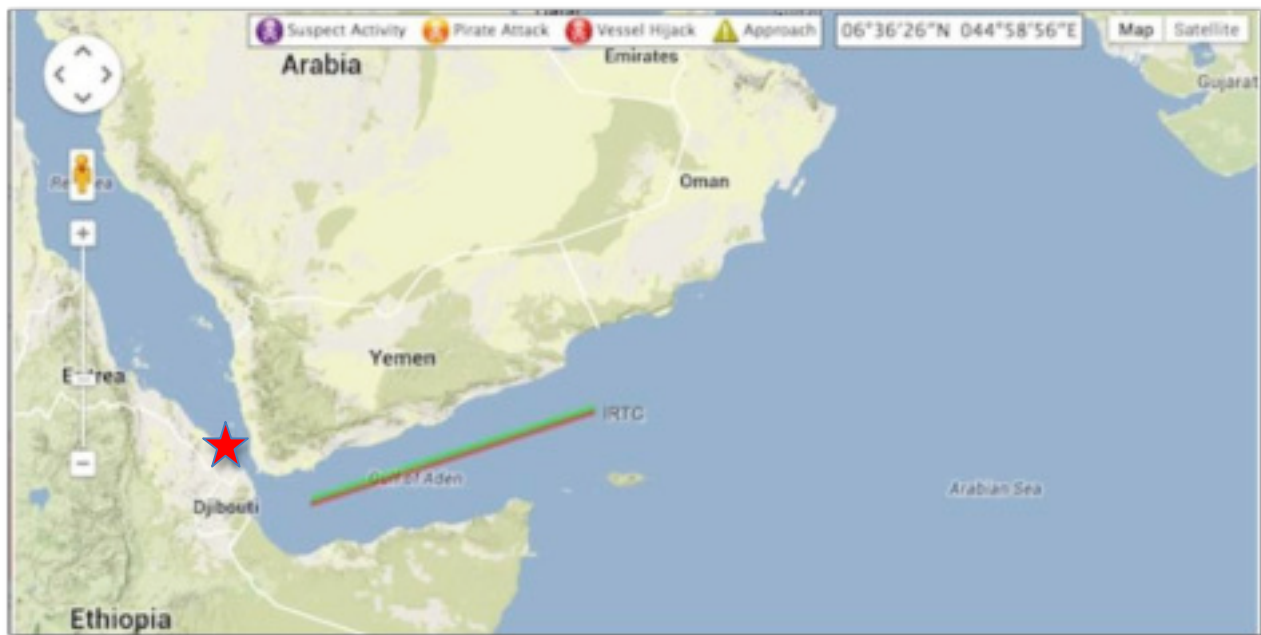 Suspect Activity Pirate Attack Vessel Hijack Approach 06°36'26"N 044°58'56"E Map Satellite
Arabia
Emirates
Gujarat
Oman
Yemen
IRTC
Gulf of Aden
Arabian Sea
Djibouti
Ethiopia